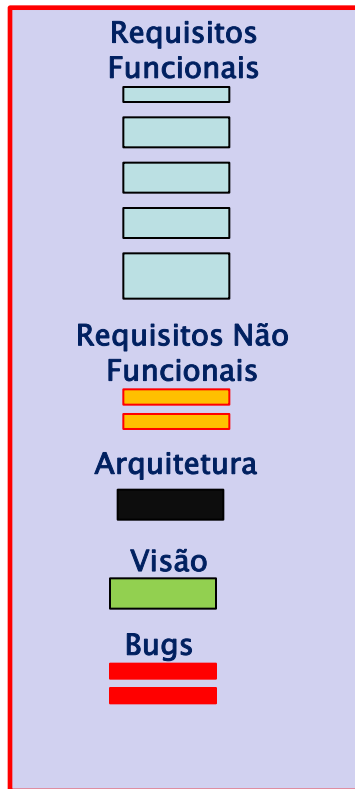 Requisitos
Funcionais
Requisitos Não
Funcionais
Arquitetura
Visão
Bugs